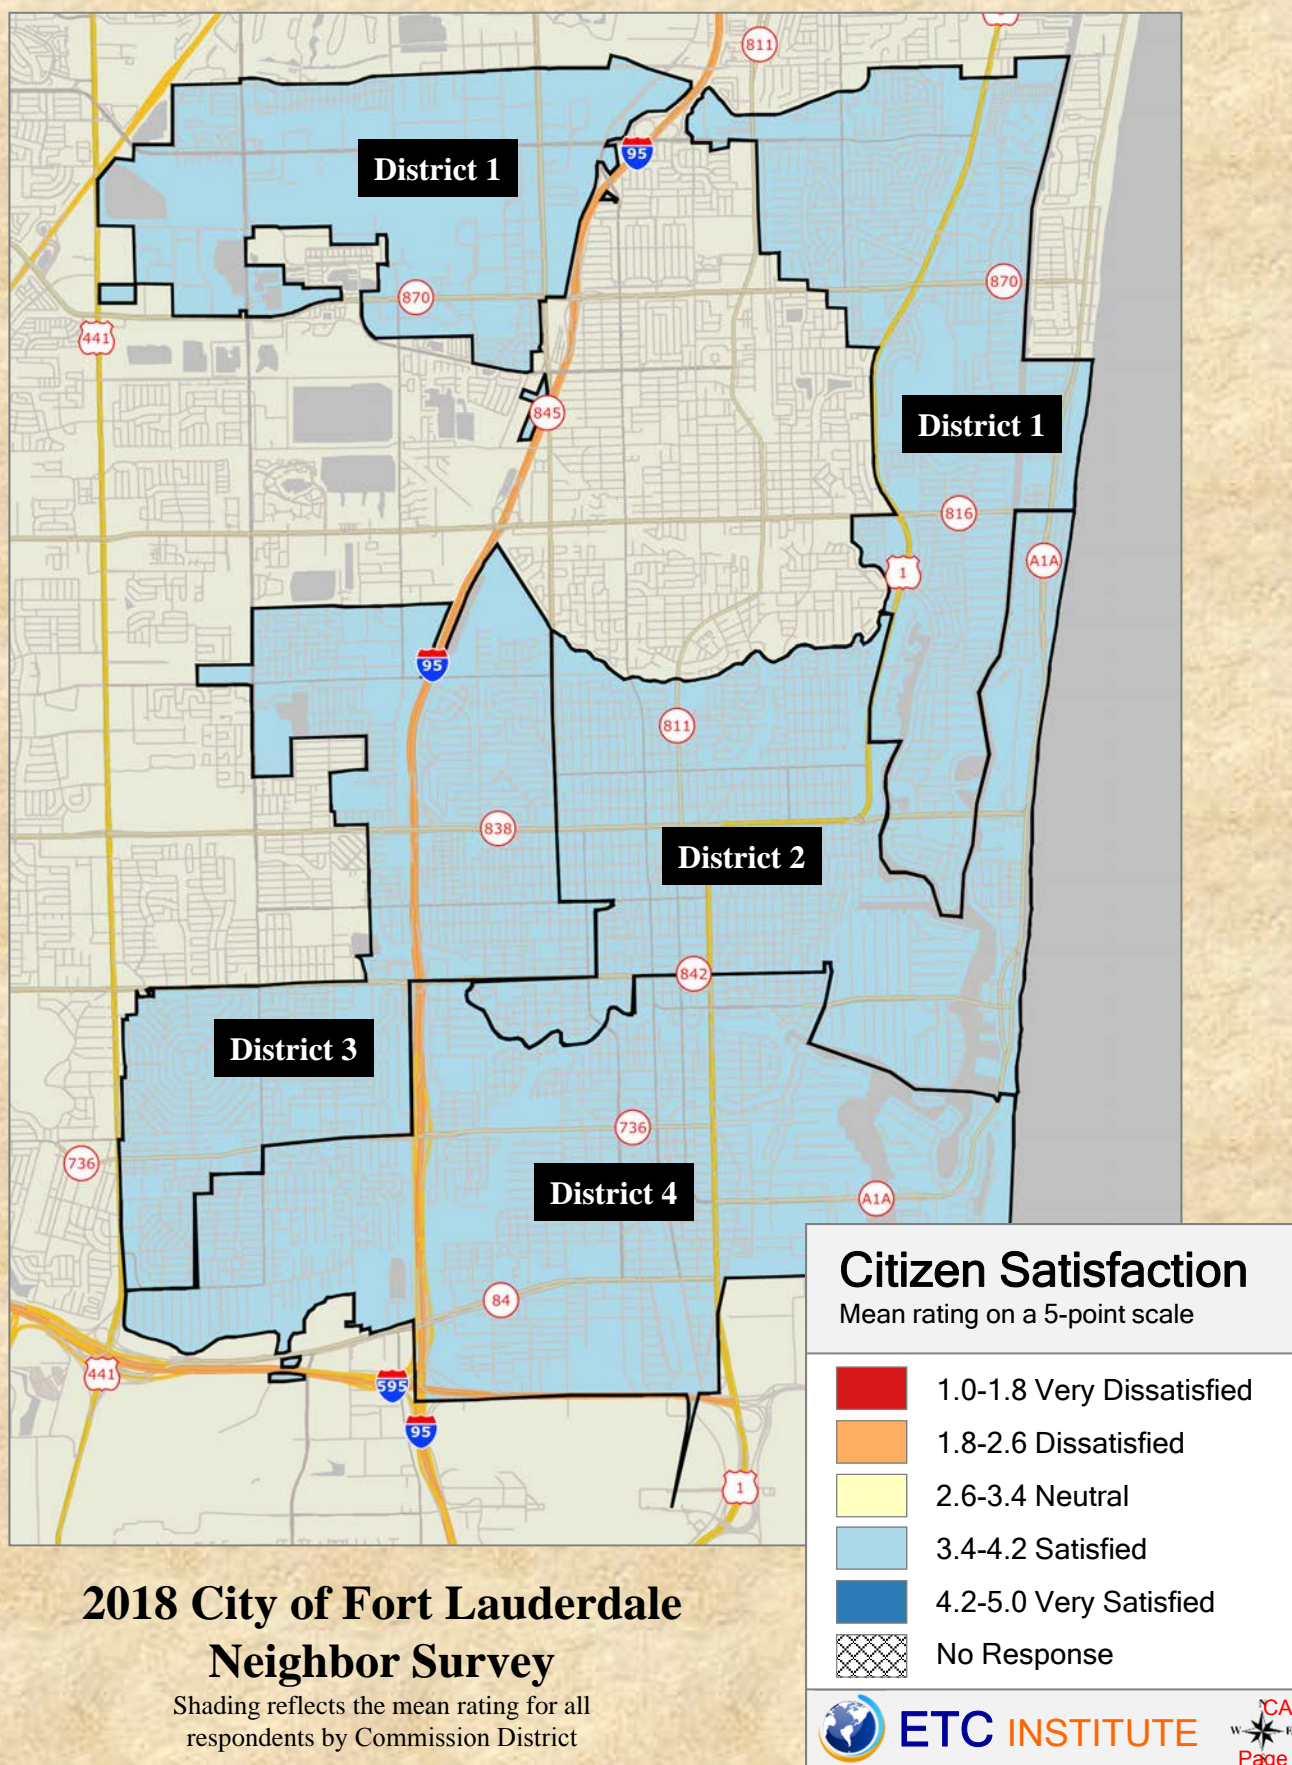 811
District 1
95
870
870
441
District 1
845
816
A1A
1
95
811
838
District 2
842
District 3
736
736
District 4
A1A
84
441
595
95
1
Citizen Satisfaction
Mean rating on a 5-point scale
1.0-1.8 Very Dissatisfied
1.8-2.6 Dissatisfied
2.6-3.4 Neutral
3.4-4.2 Satisfied
4.2-5.0 Very Satisfied
No Response
2018 City of Fort Lauderdale
Neighbor Survey
Shading reflects the mean rating for all
respondents by Commission District
ETC INSTITUTE
CA
N
W
E
S
Page